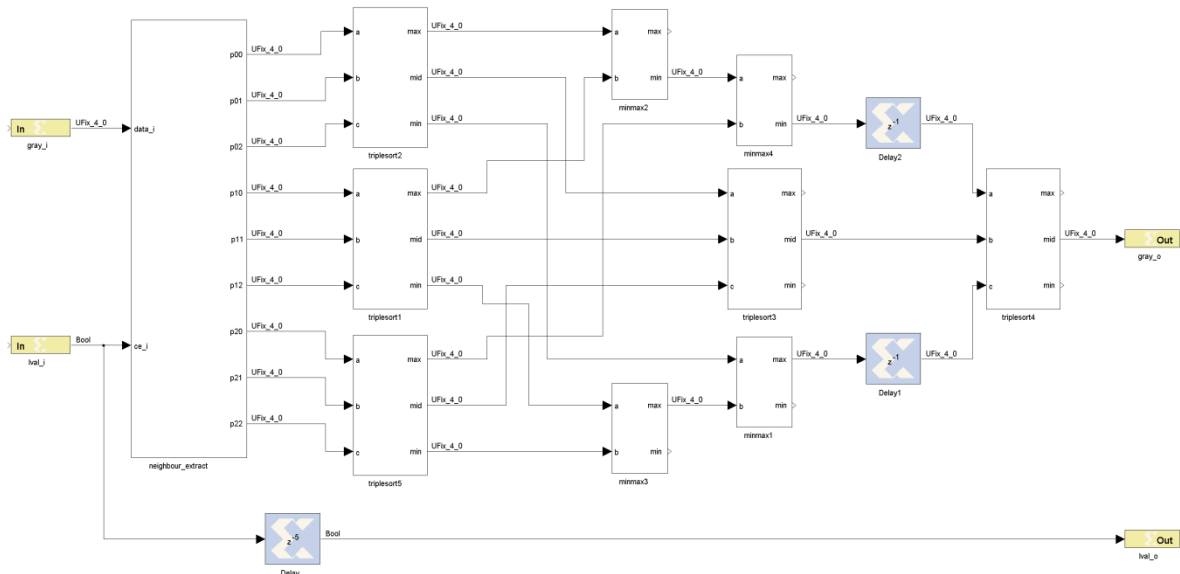 In
gray_i
UFix_4_0
data_i
In
lval_i
Bool
ce_i
p00
p01
p02
p10
p11
p12
p20
p21
p22
neighbour_extract
UFix_4_0
UFix_4_0
UFix_4_0
UFix_4_0
UFix_4_0
UFix_4_0
UFix_4_0
UFix_4_0
UFix_4_0
a
b
c
max
mid
min
triplesort2
UFix_4_0
UFix_4_0
UFix_4_0
a
b
c
max
mid
min
triplesort1
UFix_4_0
UFix_4_0
UFix_4_0
a
b
c
max
mid
min
triplesort5
UFix_4_0
UFix_4_0
UFix_4_0
a
b
max
min
minmax2
UFix_4_0
a
b
max
min
minmax4
UFix_4_0
z-1
Delay2
UFix_4_0
a
b
c
max
mid
min
triplesort3
UFix_4_0
a
b
max
min
minmax3
UFix_4_0
a
b
max
min
minmax1
UFix_4_0
z-1
Delay1
UFix_4_0
a
b
c
max
mid
min
triplesort4
UFix_4_0
Out
gray_o
z-5
Delay
Bool
Out
lval_o